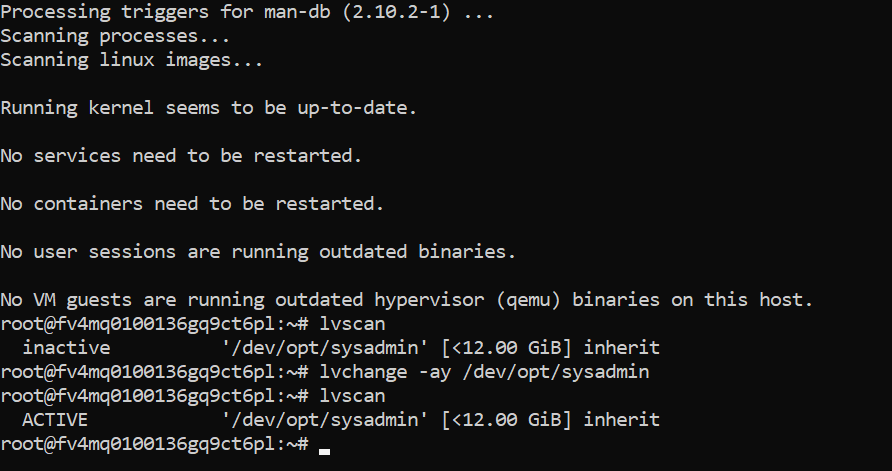 Processing triggers for man-db (2.10.2-1) ...
Scanning processes...
Scanning linux images...
Running kernel seems to be up-to-date.
No services need to be restarted.
No containers need to be restarted.
No user sessions are running outdated binaries.
No VM guests are running outdated hypervisor (qemu) binaries on this host.
root@fv4mq0100136gq9ct6pl:~# lvscan
  inactive          '/dev/opt/sysadmin' [<12.00 GiB] inherit
root@fv4mq0100136gq9ct6pl:~# lvchange -ay /dev/opt/sysadmin
root@fv4mq0100136gq9ct6pl:~# lvscan
  ACTIVE            '/dev/opt/sysadmin' [<12.00 GiB] inherit
root@fv4mq0100136gq9ct6pl:~#